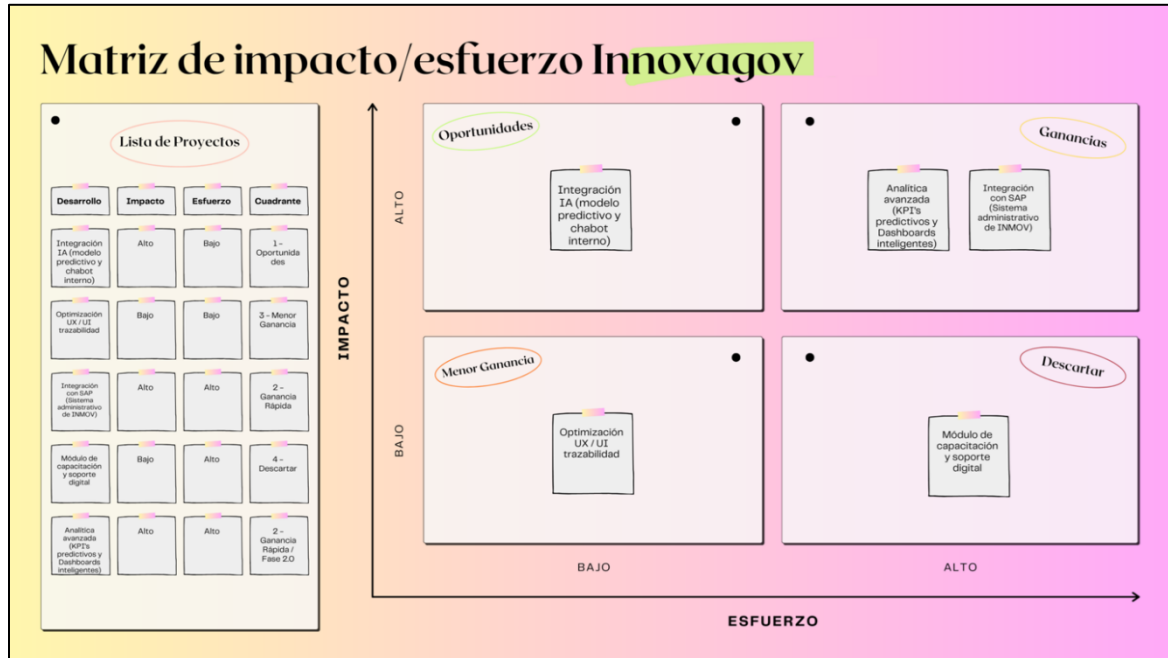 Matriz de impacto/esfuerzo Innovagov
Lista de Proyectos
Desarrollo
Impacto
Esfuerzo
Cuadrante
Integración
IA (modelo
predictivo y
chabot
interno)
Alto
Bajo
1 –
Oportunida
des
Optimización
UX / UI
trazabilidad
Bajo
Bajo
3 – Menor
Ganancia
Integración
con SAP
(Sistema
administrativo
de INMOV)
Alto
Alto
2 –
Ganancia
Rápida
Módulo de
capacitación
y soporte
digital
Bajo
Alto
4 –
Descartar
Analítica
avanzada
(KPI's
predictivos y
Dashboards
inteligentes)
Alto
Alto
2 –
Ganancia
Rápida /
Fase 2.0
IMPACTO
ALTO
BAJO
Oportunidades
Integración
IA (modelo
predictivo y
chabot
interno)
Ganancias
Analítica
avanzada
(KPI's
predictivos y
Dashboards
inteligentes)
Integración
con SAP
(Sistema
administrativo
de INMOV)
Menor Ganancia
Optimización
UX / UI
trazabilidad
Descartar
Módulo de
capacitación
y soporte
digital
BAJO
ALTO
ESFUERZO